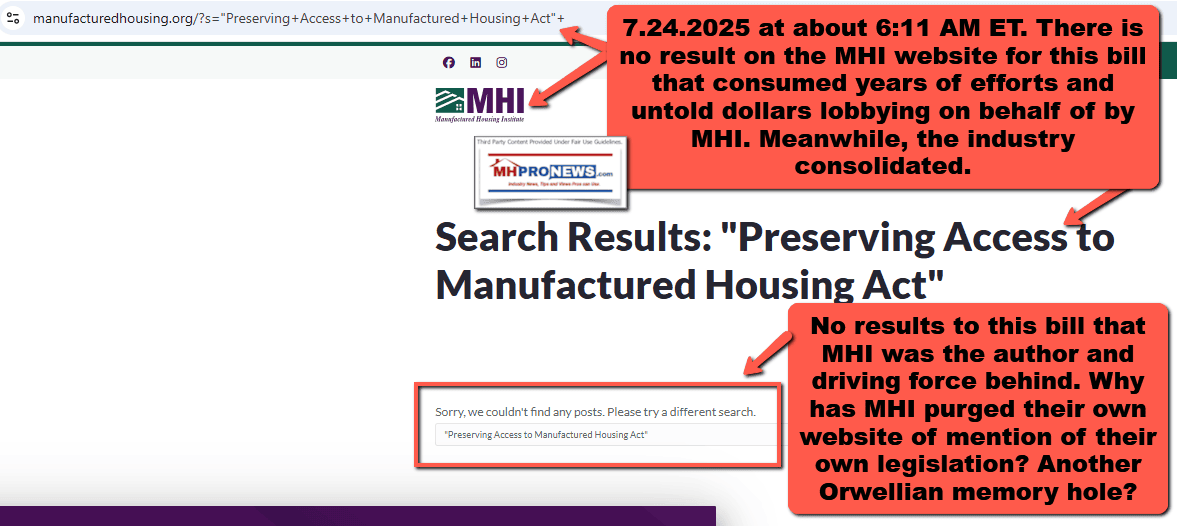 manufacturedhousing.org/?s="Preserving+Access+to+Manufactured+Housing+Act"+
7.24.2025 at about 6:11 AM ET. There is
no result on the MHI website for this bill
that consumed years of efforts and
untold dollars lobbying on behalf of by
MHI. Meanwhile, the industry
consolidated.
MHI
Manufactured Housing Institute
Third Party Content Provided Under Fair Use Guidelines.
MHPRONEWS.com
Industry News, Tips and Views Pros can Use
Search Results: "Preserving Access to
Manufactured Housing Act"
No results to this bill that
MHI was the author and
driving force behind. Why
has MHI purged their own
website of mention of their
own legislation? Another
Orwellian memory hole?
Sorry, we couldn't find any posts. Please try a different search.
"Preserving Access to Manufactured Housing Act"